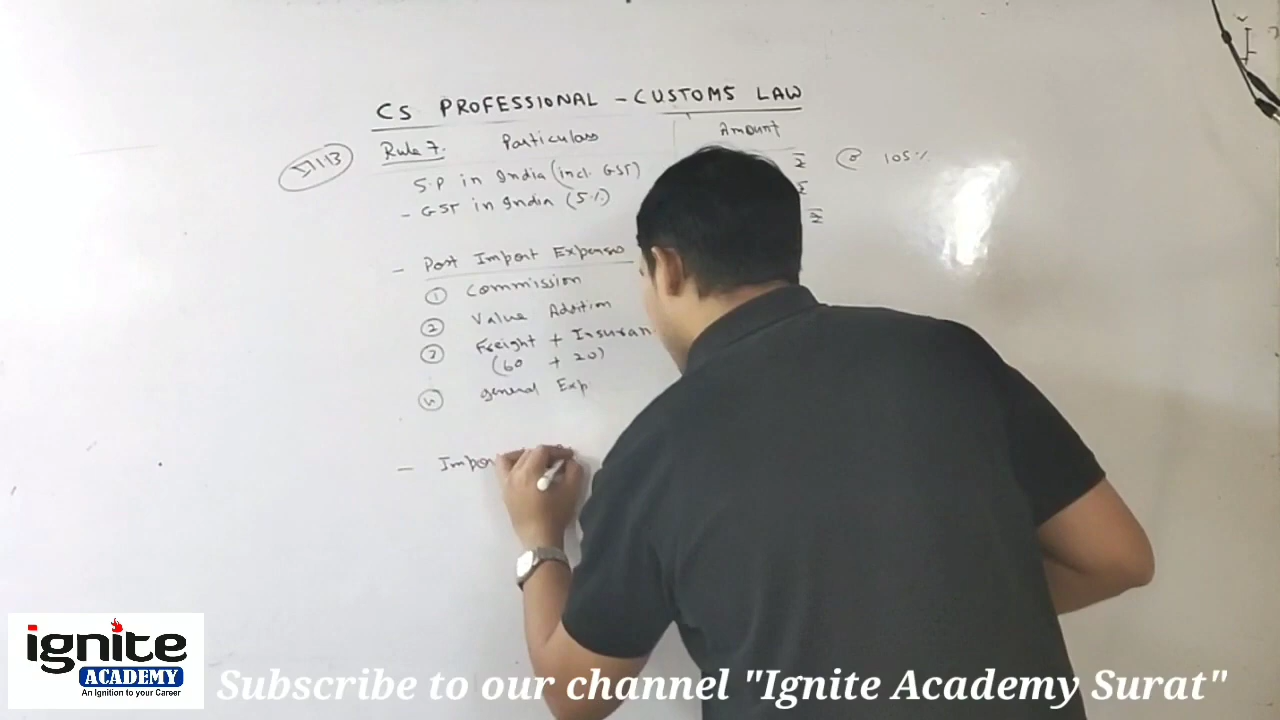 CS PROFESSIONAL - CUSTOMS LAW
Rule 7. Particulars Amount
S.P in India (incl. GST) @ 105%
- GST in India (5%)
- Post Import Expenses
1 Commission
2 Value Addition
3 Freight + Insuran
(60 + 20)
4 general Exp
- Impor
ignite
ACADEMY
An Ignition to your Career
Subscribe to our channel "Ignite Academy Surat"